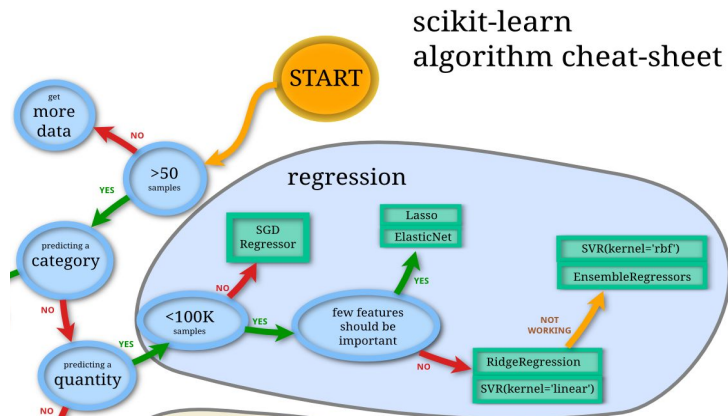 scikit-learn
algorithm cheat-sheet
START
get
more
data
NO
>50
samples
YES
predicting a
category
NO
predicting a
quantity
YES
NO
regression
<100K
samples
NO
SGD
Regressor
YES
few features
should be
important
YES
Lasso
ElasticNet
NO
RidgeRegression
SVR(kernel='linear')
NOT
WORKING
SVR(kernel='rbf')
EnsembleRegressors